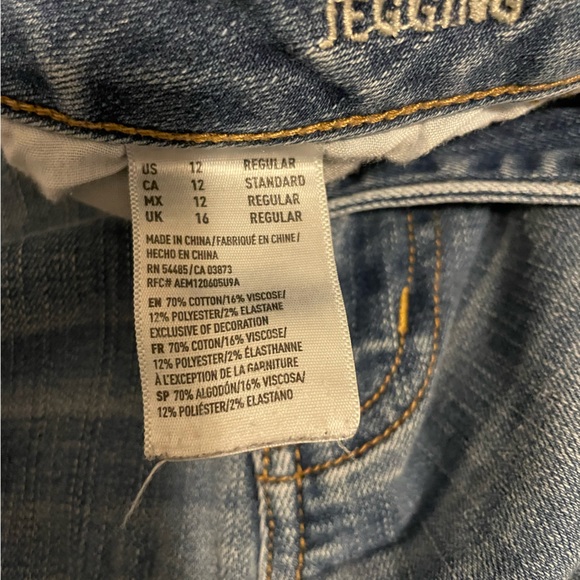 JEGGING
US 12 REGULAR
CA 12 STANDARD
MX 12 REGULAR
UK 16 REGULAR
MADE IN CHINA/FABRIQUÉ EN CHINE/
HECHO EN CHINA
RN 54485/CA 03873
RFC# AEM120605U9A
EN 70% COTTON/16% VISCOSE/
12% POLYESTER/2% ELASTANE
EXCLUSIVE OF DECORATION
FR 70% COTON/16% VISCOSE/
12% POLYESTER/2% ÉLASTHANNE
À L'EXCEPTION DE LA GARNITURE
SP 70% ALGODÓN/16% VISCOSA/
12% POLIÉSTER/2% ELASTANO